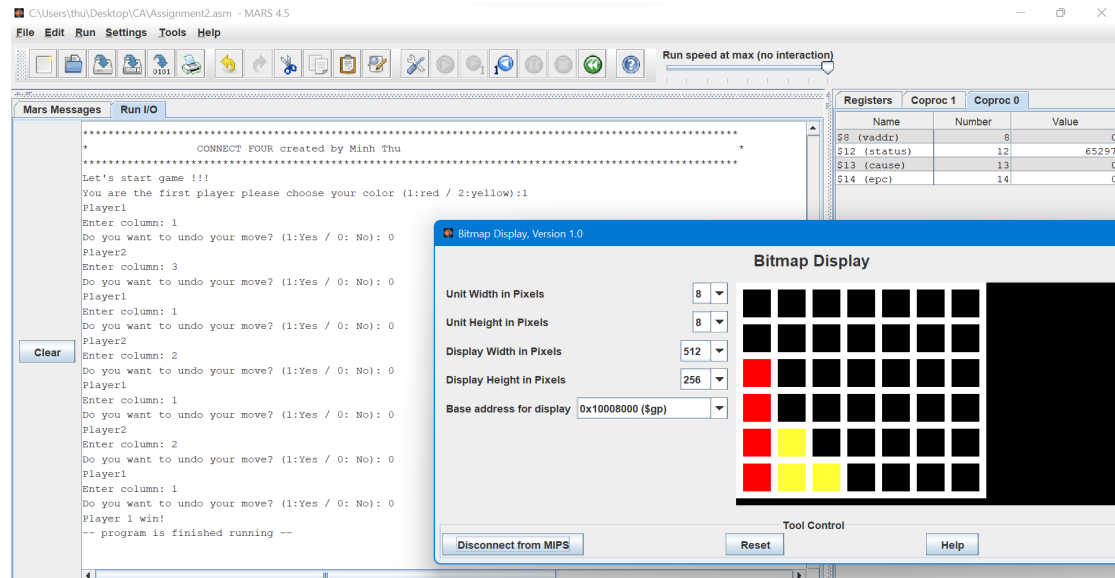 C:\Users\thu\Desktop\CA\Assignment2.asm - MARS 4.5
File Edit Run Settings Tools Help
Run speed at max (no interaction)
Mars Messages Run I/O
****************************************************************************************************
* CONNECT FOUR created by Minh Thu *
****************************************************************************************************
Let's start game !!!
You are the first player please choose your color (1:red / 2:yellow):1
Player1
Enter column: 1
Do you want to undo your move? (1:Yes / 0: No): 0
Player2
Enter column: 3
Do you want to undo your move? (1:Yes / 0: No): 0
Player1
Enter column: 1
Do you want to undo your move? (1:Yes / 0: No): 0
Player2
Enter column: 2
Do you want to undo your move? (1:Yes / 0: No): 0
Player1
Enter column: 1
Do you want to undo your move? (1:Yes / 0: No): 0
Player2
Enter column: 2
Do you want to undo your move? (1:Yes / 0: No): 0
Player1
Enter column: 1
Do you want to undo your move? (1:Yes / 0: No): 0
Player 1 win!
-- program is finished running --
Clear
Registers Coproc 1 Coproc 0
Name Number Value
$8 (vaddr) 8 0
$12 (status) 12 65297
$13 (cause) 13 0
$14 (epc) 14 0
Bitmap Display, Version 1.0
Bitmap Display
Unit Width in Pixels 8
Unit Height in Pixels 8
Display Width in Pixels 512
Display Height in Pixels 256
Base address for display 0x10008000 ($gp)
Tool Control
Disconnect from MIPS Reset Help